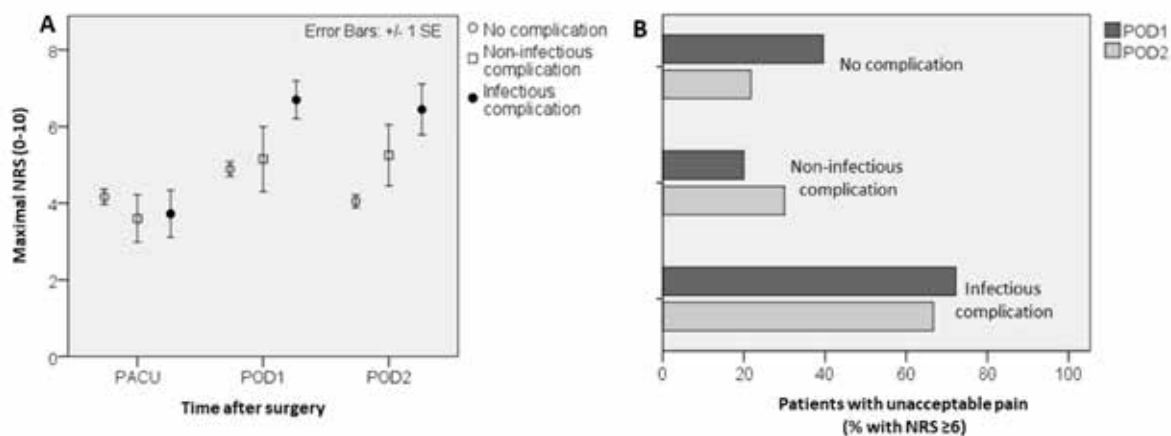 A
Error Bars: +/- 1 SE
No complication
Non-infectious
complication
Infectious
complication
Maximal NRS (0-10)
8
6
4
2
0
PACU
POD1
POD2
Time after surgery
B
POD1
POD2
No complication
Non-infectious
complication
Infectious
complication
0
20
40
60
80
100
Patients with unacceptable pain
(% with NRS ≥6)